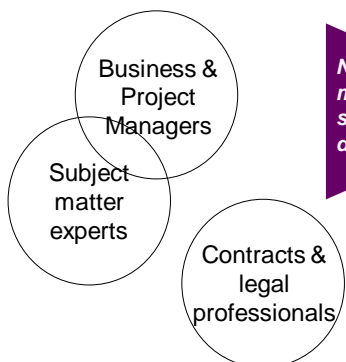 Business &
Project
Managers
Subject
matter
experts
Contracts &
legal
professionals